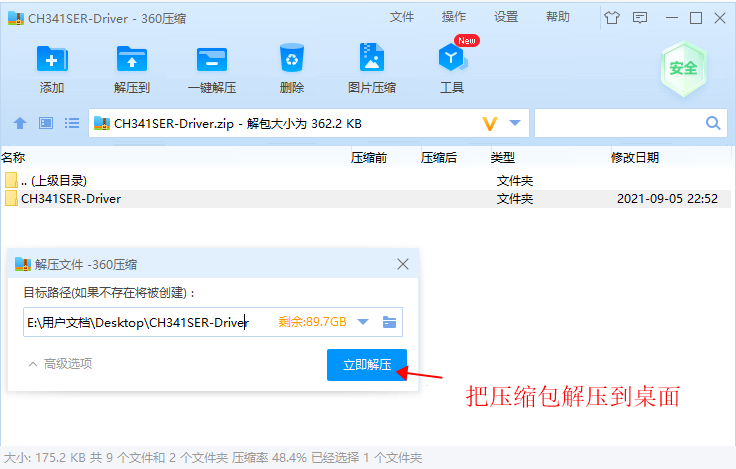 CH341SER-Driver - 360压缩
文件 操作 设置 帮助
New
添加 解压到 一键解压 删除 图片压缩 工具
安全
CH341SER-Driver.zip - 解包大小为 362.2 KB
名称 压缩前 压缩后 类型 修改日期
.. (上级目录) 文件夹
CH341SER-Driver 文件夹 2021-09-05 22:52
解压文件 -360压缩
目标路径(如果不存在将被创建)：
E:\用户文档\Desktop\CH341SER-Driver 剩余:89.7GB
高级选项 立即解压
把压缩包解压到桌面
大小: 175.2 KB 共 9 个文件和 2 个文件夹 压缩率 48.4% 已经选择 1 个文件夹